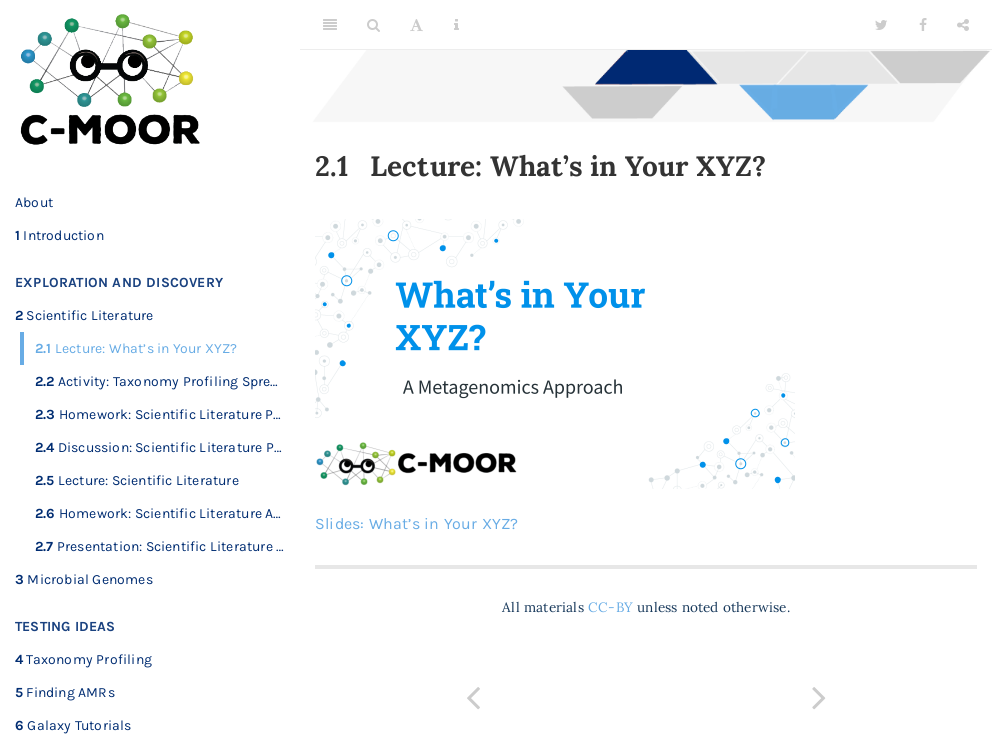 C-MOOR
About
1 Introduction
EXPLORATION AND DISCOVERY
2 Scientific Literature
2.1 Lecture: What's in Your XYZ?
2.2 Activity: Taxonomy Profiling Spre...
2.3 Homework: Scientific Literature P...
2.4 Discussion: Scientific Literature P...
2.5 Lecture: Scientific Literature
2.6 Homework: Scientific Literature A...
2.7 Presentation: Scientific Literature ...
3 Microbial Genomes
TESTING IDEAS
4 Taxonomy Profiling
5 Finding AMRs
6 Galaxy Tutorials
A
2.1 Lecture: What’s in Your XYZ?
What’s in Your
XYZ?
A Metagenomics Approach
C-MOOR
Slides: What’s in Your XYZ?
All materials CC-BY unless noted otherwise.